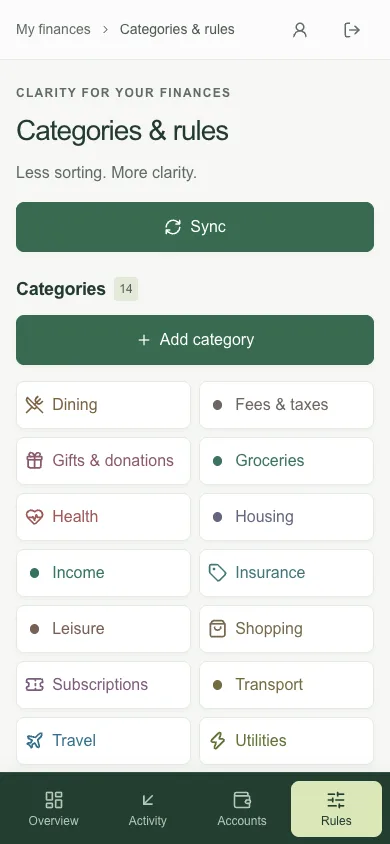 My finances > Categories & rules
CLARITY FOR YOUR FINANCES
Categories & rules
Less sorting. More clarity.
Sync
Categories 14
+ Add category
Dining
Fees & taxes
Gifts & donations
Groceries
Health
Housing
Income
Insurance
Leisure
Shopping
Subscriptions
Transport
Travel
Utilities
Overview
Activity
Accounts
Rules